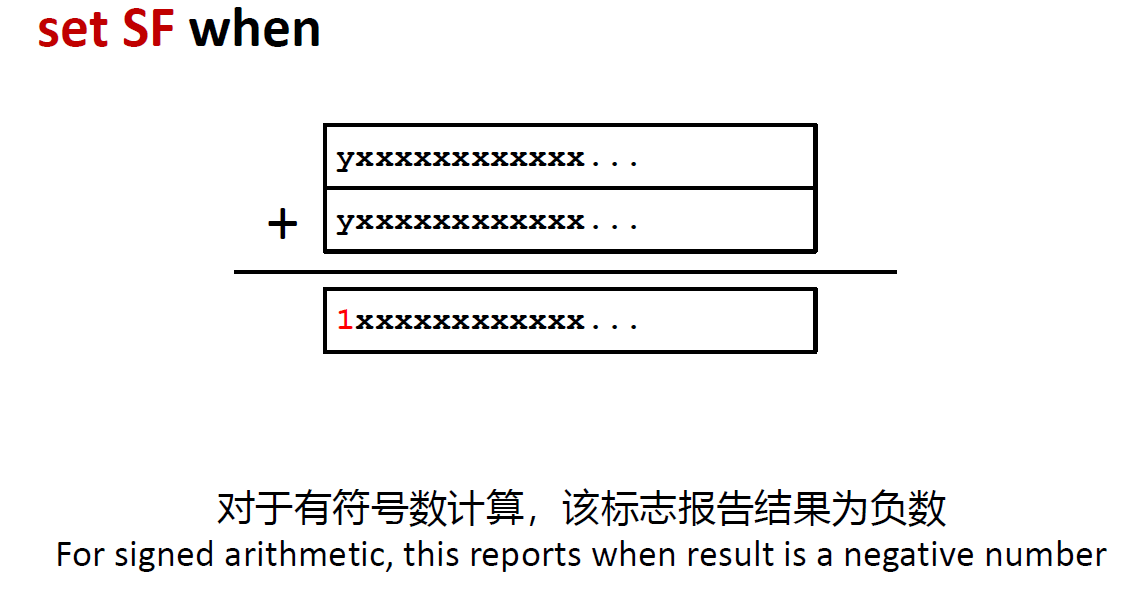 set SF when
yxxxxxxxxxxxx...
+
yxxxxxxxxxxxx...
1xxxxxxxxxxxx...
对于有符号数计算，该标志报告结果为负数
For signed arithmetic, this reports when result is a negative number